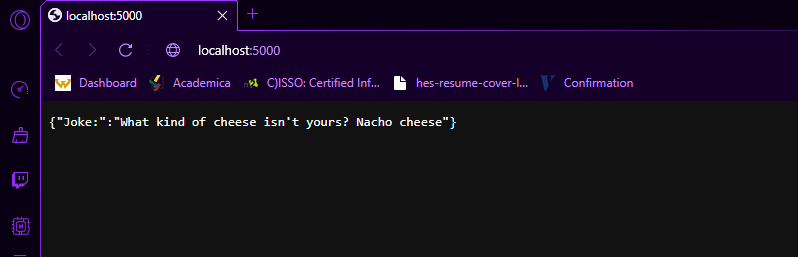 localhost:5000
localhost:5000
Dashboard Academica C)ISSO: Certified Inf... hes-resume-cover-l... Confirmation
{"Joke:":"What kind of cheese isn't yours? Nacho cheese"}